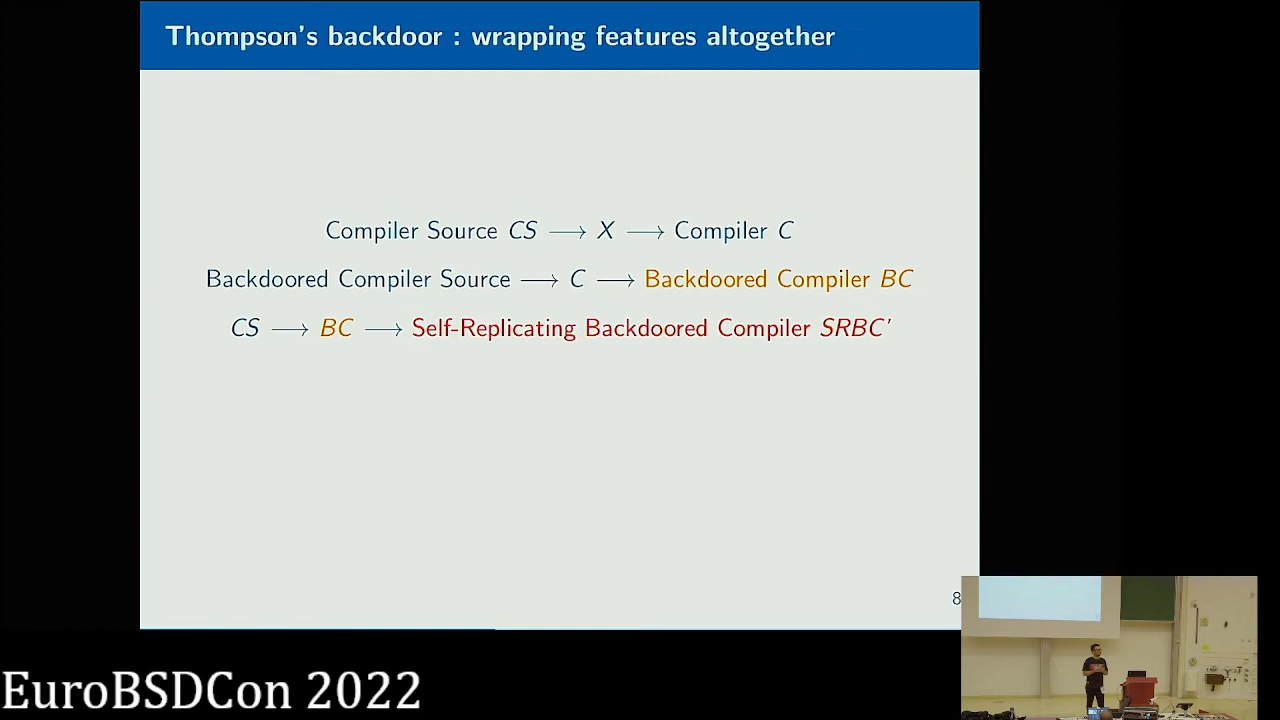 Thompson's backdoor : wrapping features altogether
Compiler Source CS ⟶ X ⟶ Compiler C
Backdoored Compiler Source ⟶ C ⟶ Backdoored Compiler BC
CS ⟶ BC ⟶ Self-Replicating Backdoored Compiler SRBC'
8
EuroBSDCon 2022